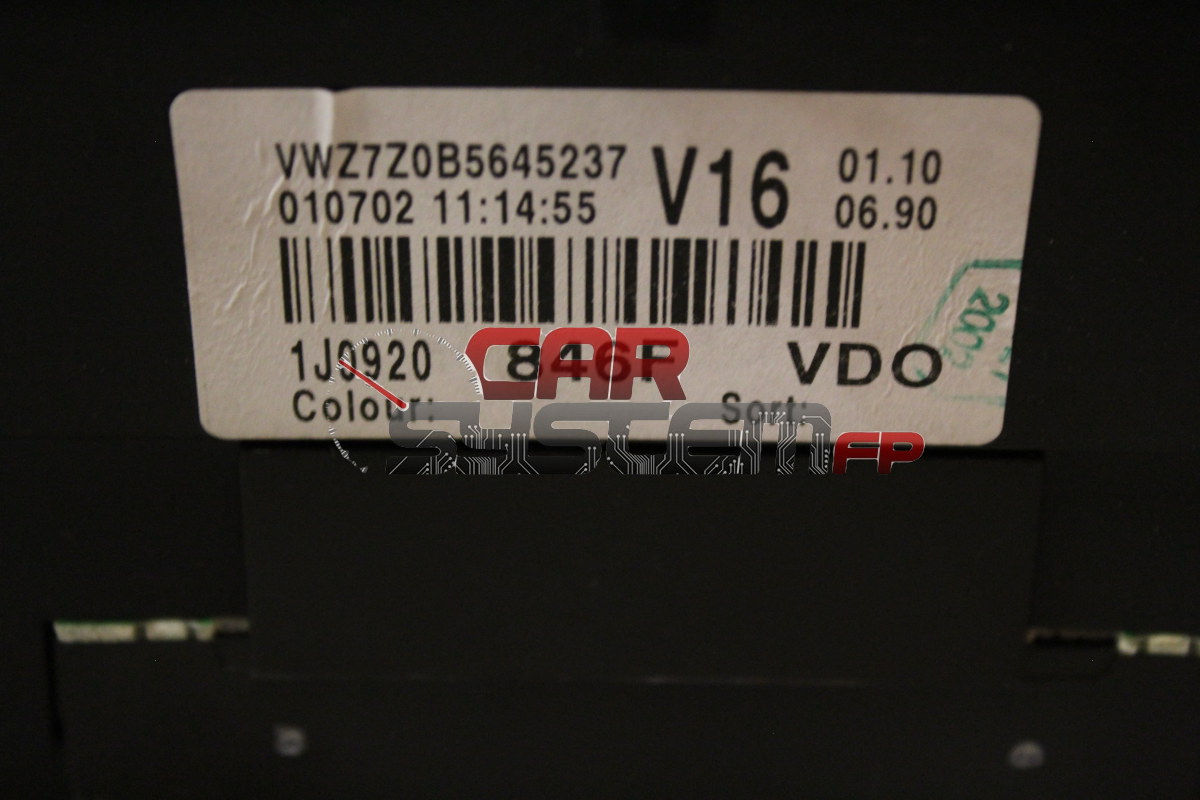 VWZ7Z0B5645237 V16 01.10
010702 11:14:55 06.90
1J0920 846F VDO
Colour: Sort:
CAR
SYSTEM FP